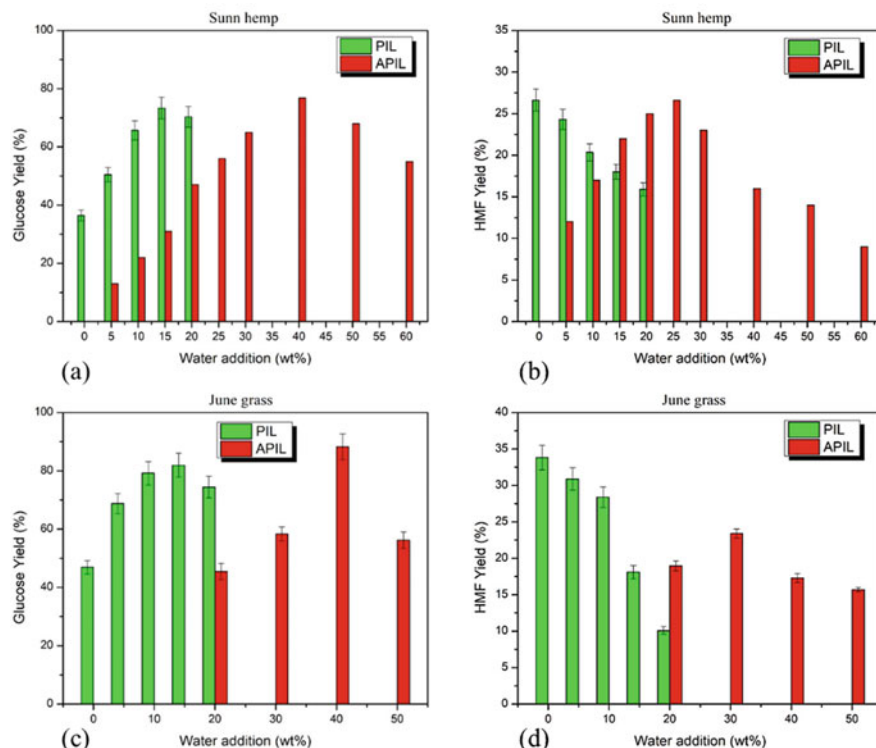 Sunn hemp
100
80
60
40
20
0
Glucose Yield (%)
PIL
APIL
0 5 10 15 20 25 30 35 40 45 50 55 60
Water addition (wt%)
(a)
Sunn hemp
35
30
25
20
15
10
5
0
HMF Yield (%)
PIL
APIL
0 5 10 15 20 25 30 35 40 45 50 55 60
Water addition (wt%)
(b)
June grass
100
80
60
40
20
0
Glucose Yield (%)
PIL
APIL
0 10 20 30 40 50
Water addition (wt%)
(c)
June grass
40
35
30
25
20
15
10
5
0
HMF Yield (%)
PIL
APIL
0 10 20 30 40 50
Water addition (wt%)
(d)